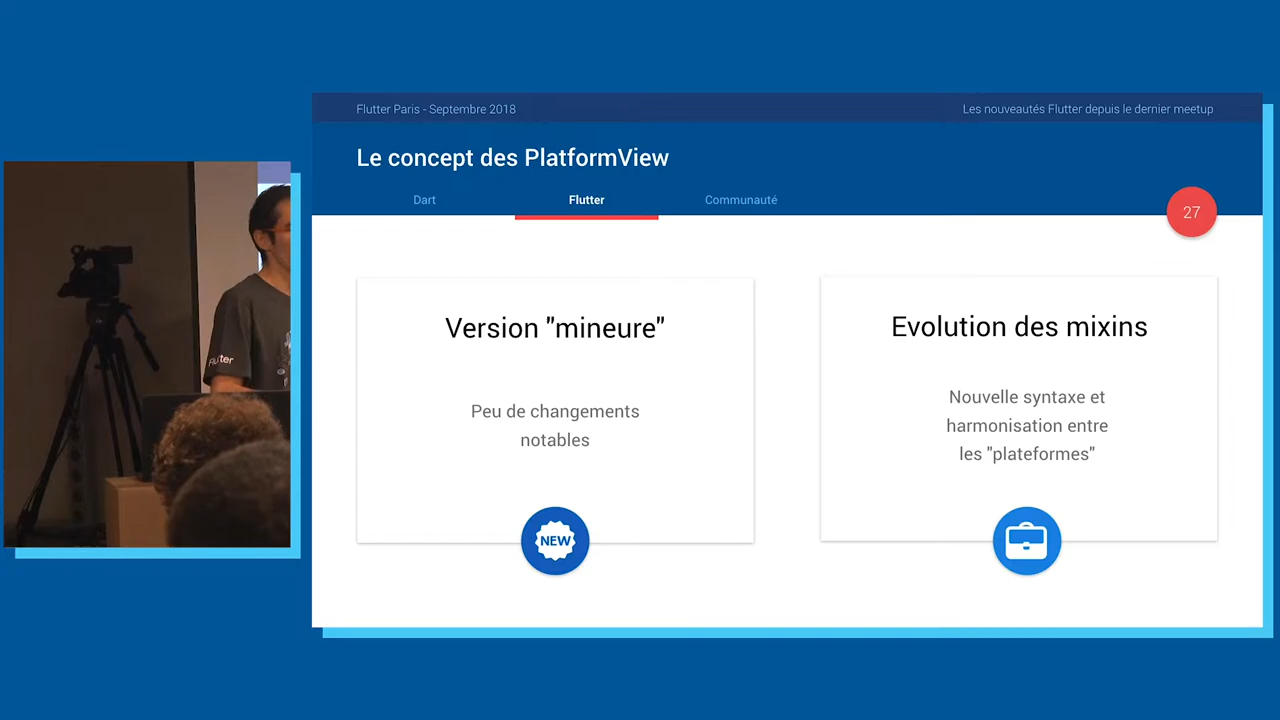 Flutter Paris - Septembre 2018
Les nouveautés Flutter depuis le dernier meetup
Le concept des PlatformView
Dart
Flutter
Communauté
27
Version "mineure"
Peu de changements
notables
NEW
Evolution des mixins
Nouvelle syntaxe et
harmonisation entre
les "plateformes"
Flutter